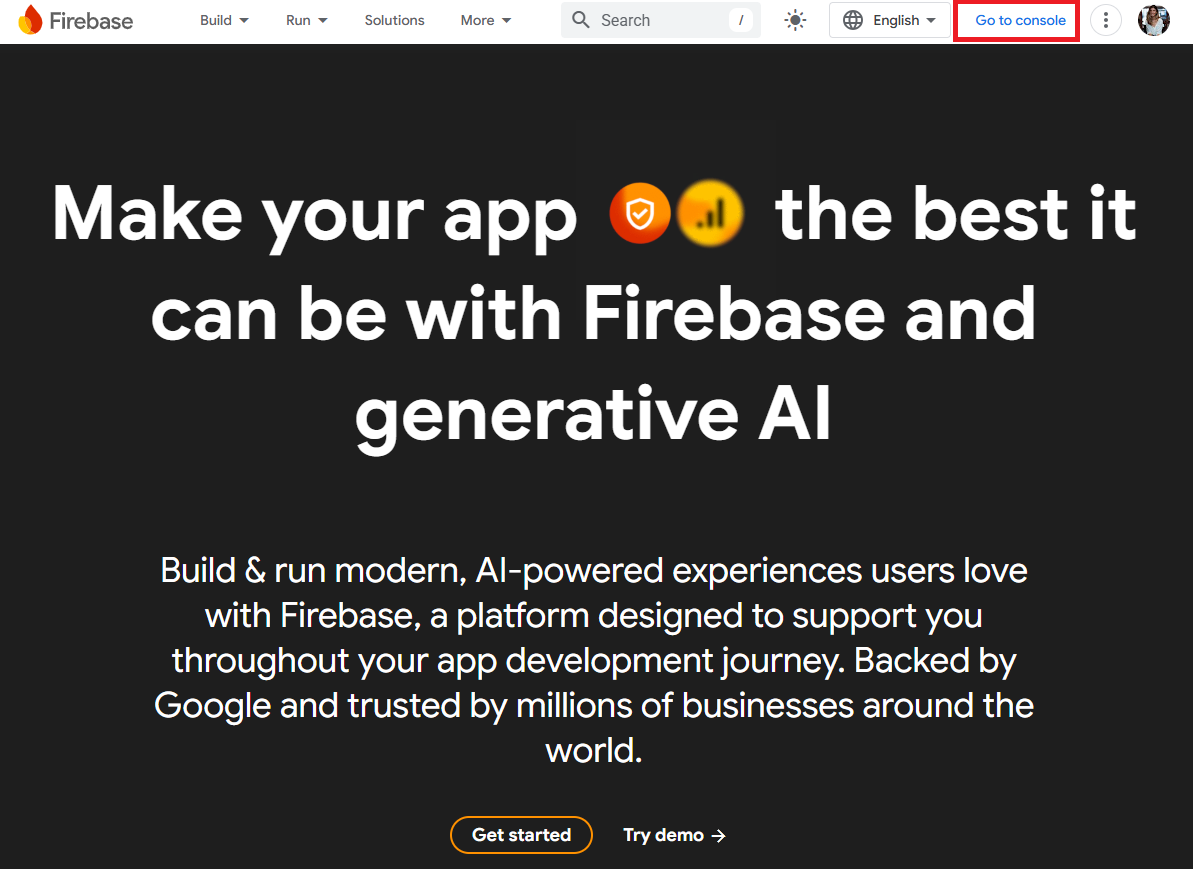 Firebase
Build
Run
Solutions
More
Search
/
English
Go to console
Make your app the best it
can be with Firebase and
generative AI
Build & run modern, AI-powered experiences users love
with Firebase, a platform designed to support you
throughout your app development journey. Backed by
Google and trusted by millions of businesses around the
world.
Get started
Try demo →